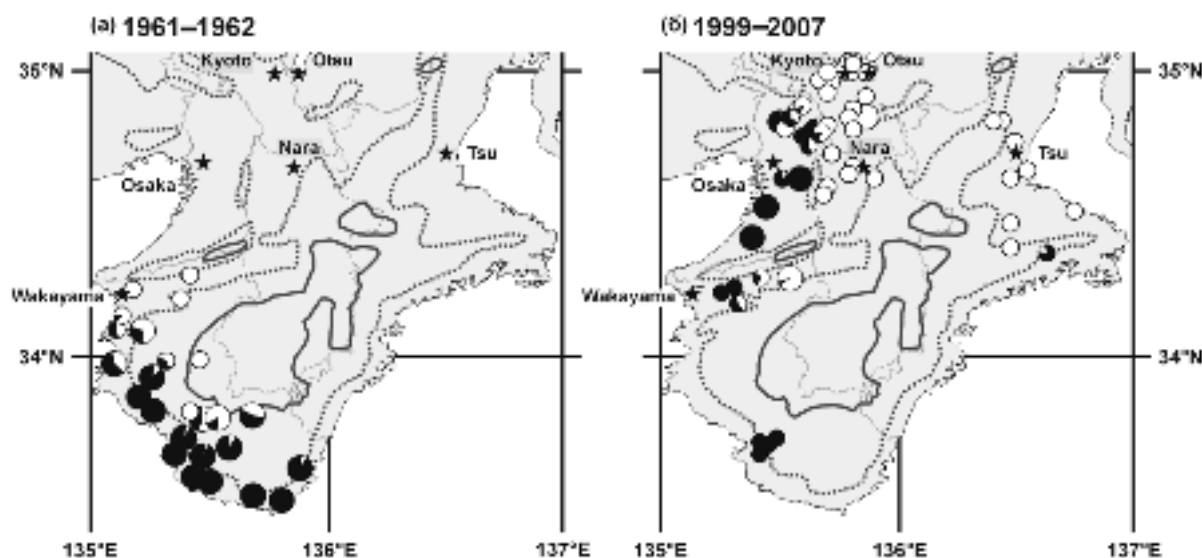 (a) 1961–1962
35°N
Kyoto
Otsu
Nara
Tsu
Osaka
Wakayama
34°N
135°E
136°E
137°E
(б) 1999–2007
Kyoto
Otsu
35°N
Nara
Tsu
Osaka
Wakayama
34°N
135°E
136°E
137°E